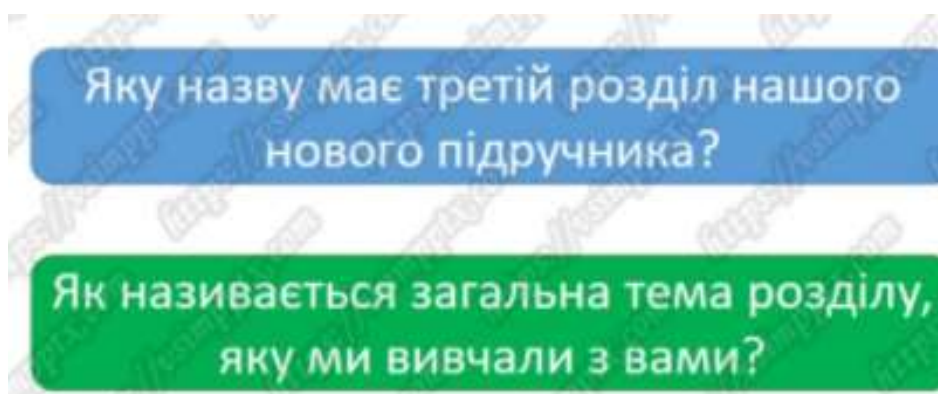 Яку назву має третій розділ нашого
нового підручника?
Як називається загальна тема розділу,
яку ми вивчали з вами?